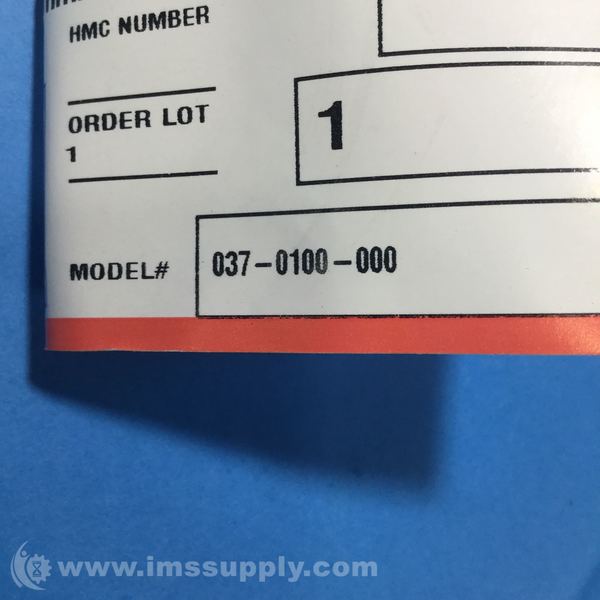 HMC NUMBER
ORDER LOT
1
1
MODEL#
037-0100-000
www.imssupply.com